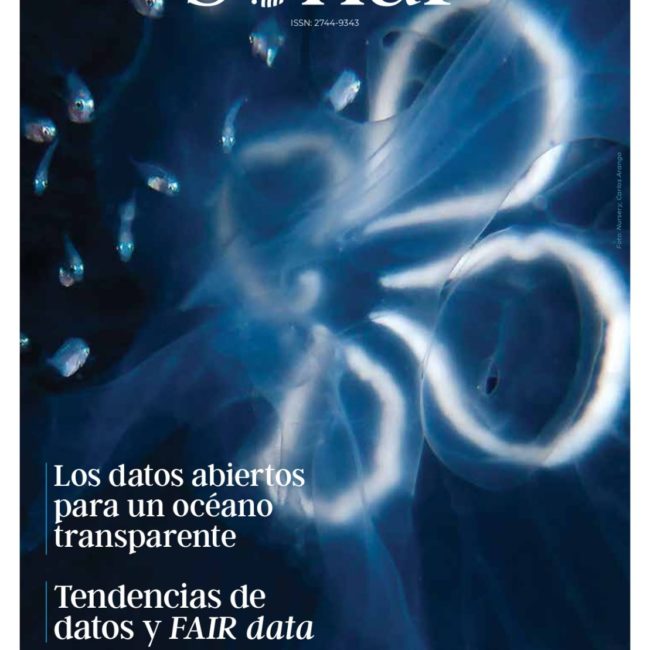 ISSN: 2744-9343
Foto: Nursery, Carlos Arango
Los datos abiertos
para un océano
transparente
Tendencias de
datos y FAIR data